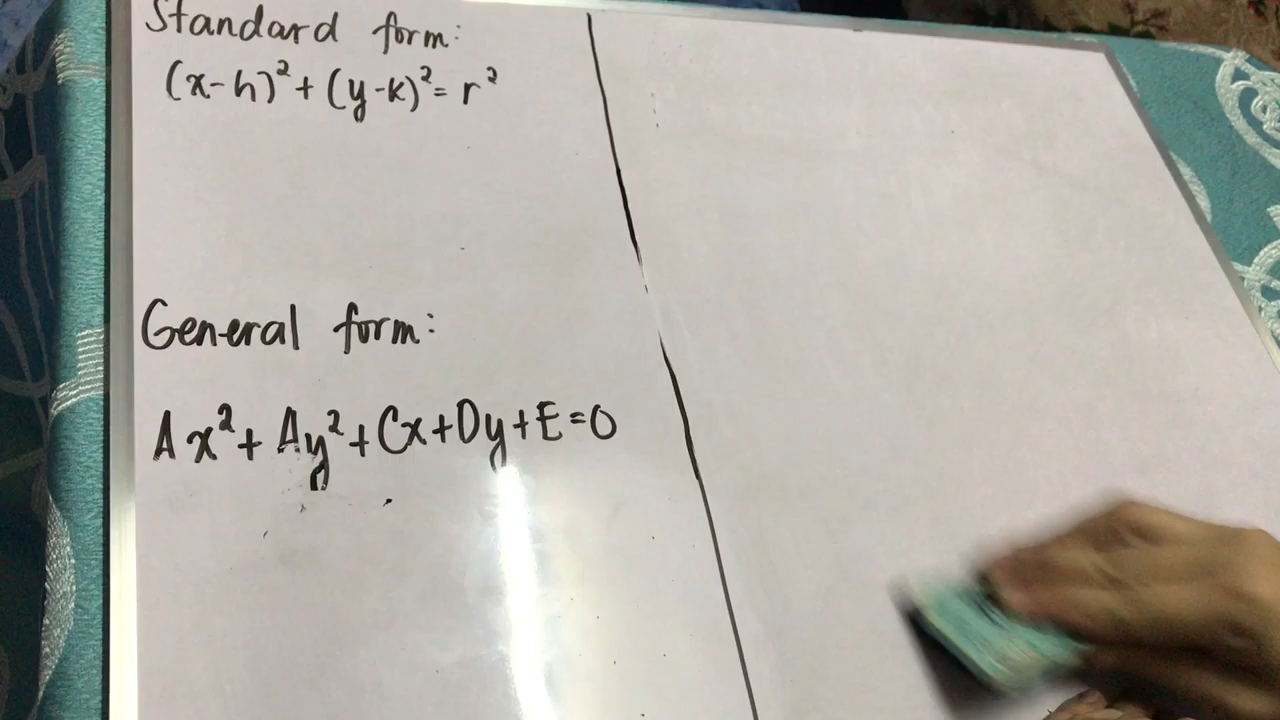 Standard form:
(x-h)²+(y-k)²=r²
General form:
Ax²+Ay²+Cx+Dy+E=0